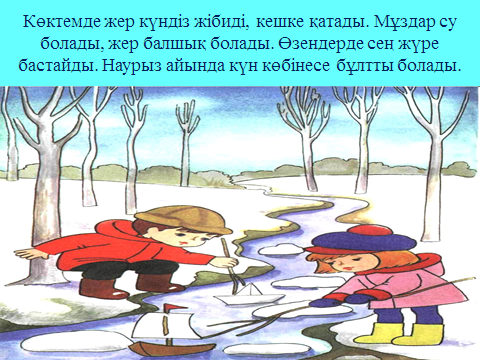 Көктемде жер күндіз жібиді, кешке қатады. Мұздар су
болады, жер балшық болады. Өзендерде сең жүре
бастайды. Наурыз айында күн көбінесе бұлтты болады.